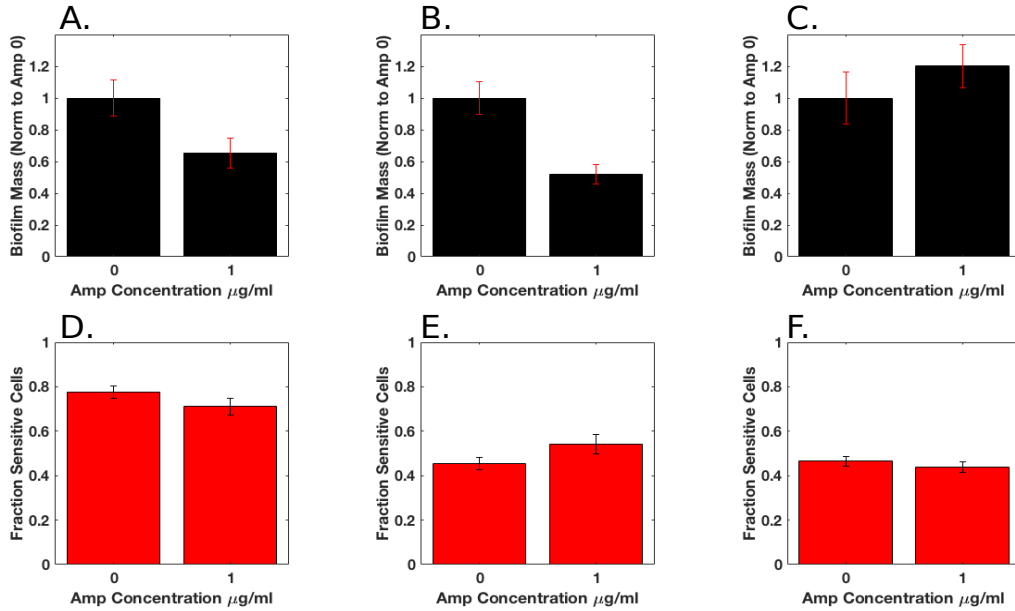 A.
Biofilm Mass (Norm to Amp 0)
1.2
1
0.8
0.6
0.4
0.2
0
0 1
Amp Concentration μg/ml
B.
Biofilm Mass (Norm to Amp 0)
1.2
1
0.8
0.6
0.4
0.2
0
0 1
Amp Concentration μg/ml
C.
Biofilm Mass (Norm to Amp 0)
1.2
1
0.8
0.6
0.4
0.2
0
0 1
Amp Concentration μg/ml
D.
Fraction Sensitive Cells
1
0.8
0.6
0.4
0.2
0
0 1
Amp Concentration μg/ml
E.
Fraction Sensitive Cells
1
0.8
0.6
0.4
0.2
0
0 1
Amp Concentration μg/ml
F.
Fraction Sensitive Cells
1
0.8
0.6
0.4
0.2
0
0 1
Amp Concentration μg/ml